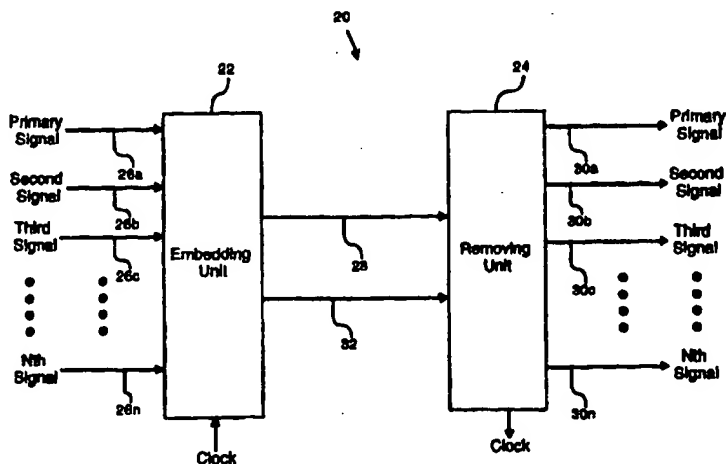 20
22
24
Primary
Signal
26a
Second
Signal
26b
Third
Signal
26c
Nth
Signal
26n
Embedding
Unit
Clock
28
32
Removing
Unit
Clock
30a
Primary
Signal
30b
Second
Signal
30c
Third
Signal
30n
Nth
Signal